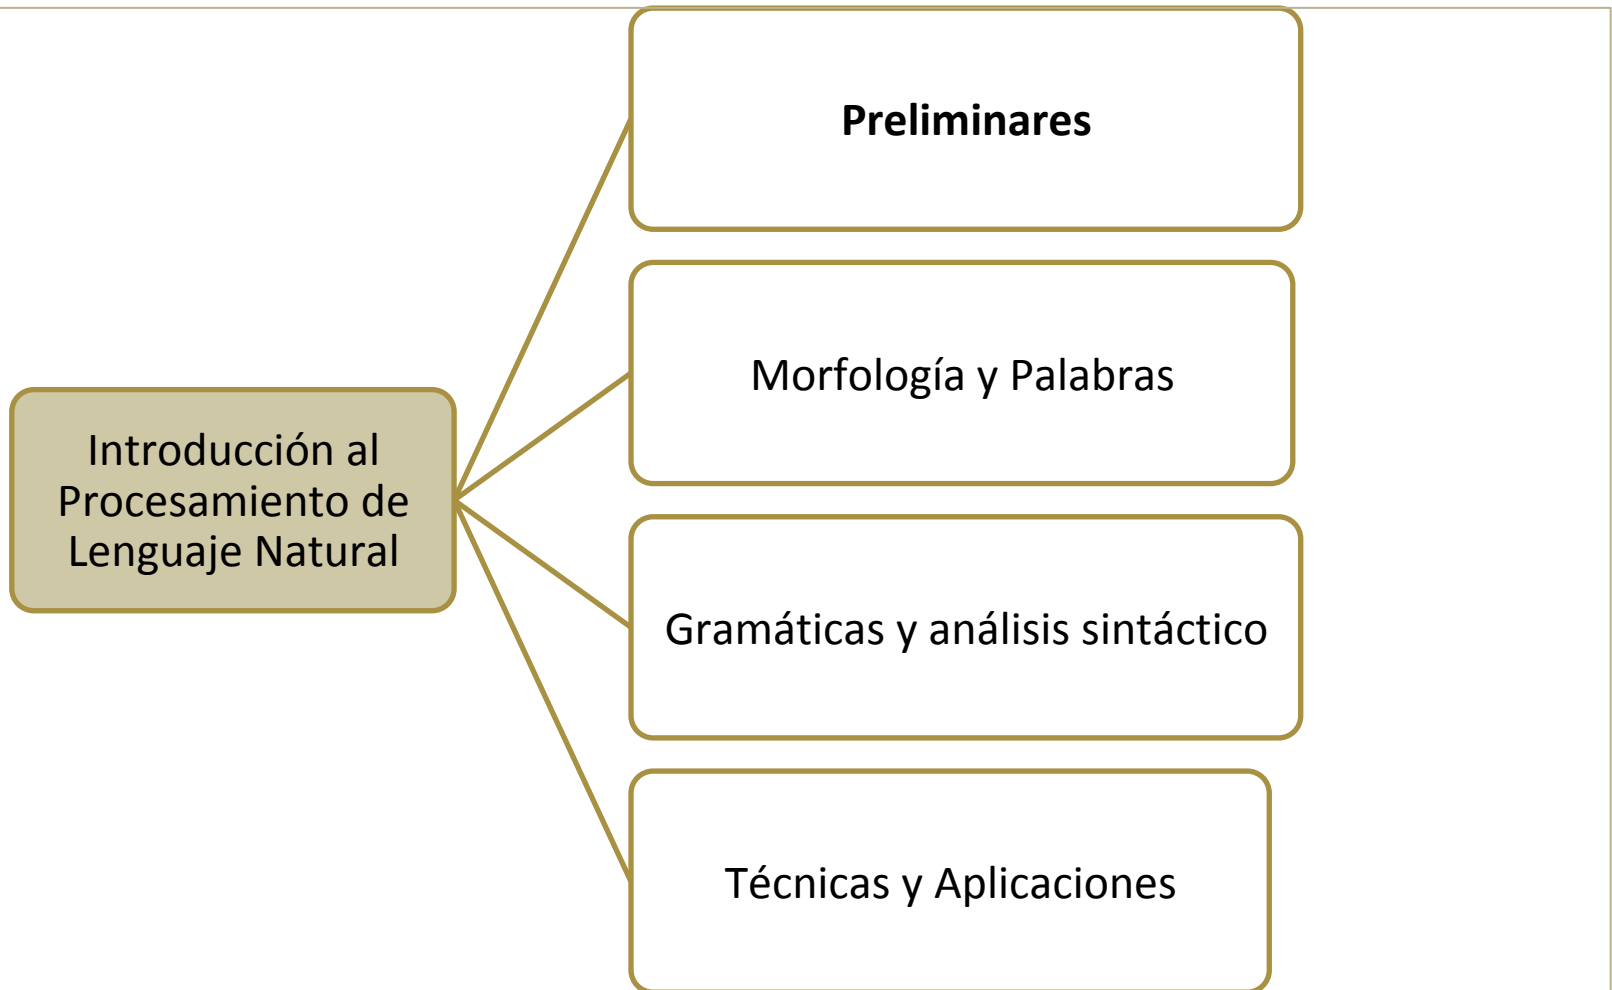 Preliminares
Morfología y Palabras
Introducción al
Procesamiento de
Lenguaje Natural
Gramáticas y análisis sintáctico
Técnicas y Aplicaciones